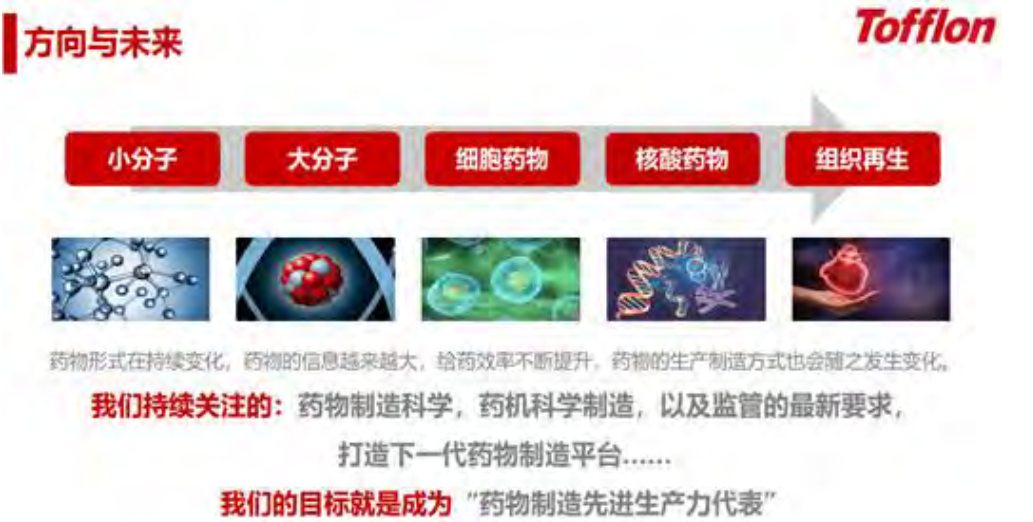 方向与未来
Tofflon
小分子
大分子
细胞药物
核酸药物
组织再生
药物形式在持续变化，药物的信息越来越大，给药效率不断提升，药物的生产制造方式也会随之发生变化。
我们持续关注的：药物制造科学，药机科学制造，以及监管的最新要求，
打造下一代药物制造平台……
我们的目标就是成为“药物制造先进生产力代表”